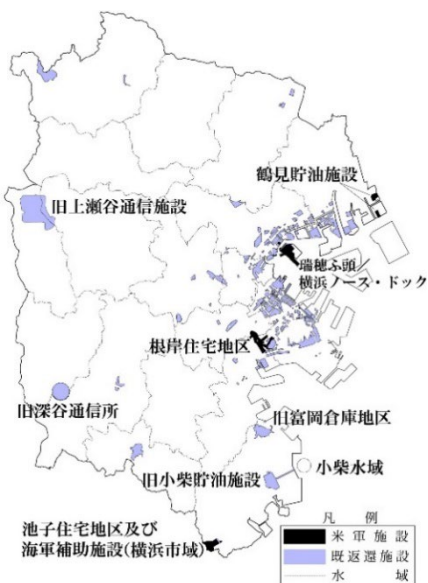 鶴見貯油施設
旧上瀬谷通信施設
瑞穂ふ頭/
横浜ノース・ドック
根岸住宅地区
旧深谷通信所
旧富岡倉庫地区
小柴水域
旧小柴貯油施設
池子住宅地区及び
海軍補助施設(横浜市域)
凡例
米軍施設
既返還施設
水域